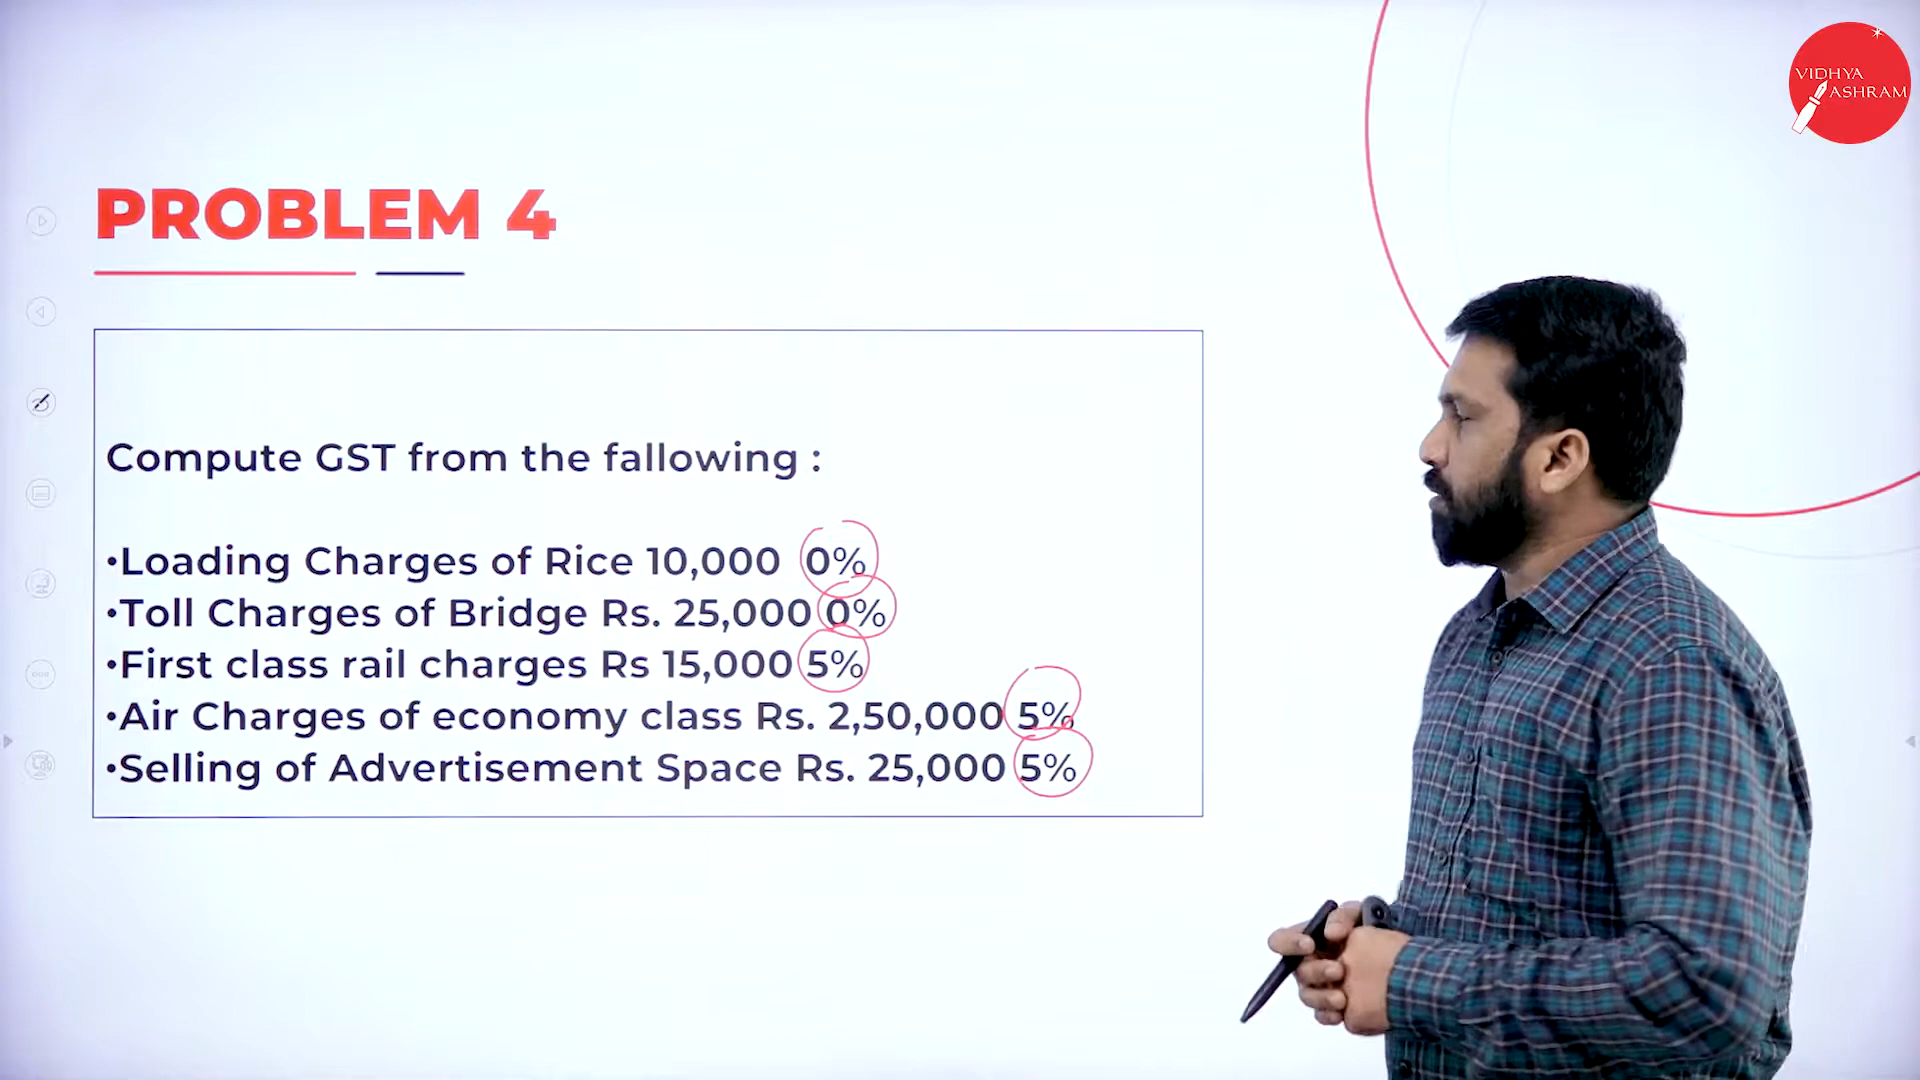 VIDHYA
ASHRAM
PROBLEM 4
Compute GST from the fallowing :
•Loading Charges of Rice 10,000 0%
•Toll Charges of Bridge Rs. 25,000 0%
•First class rail charges Rs 15,000 5%
•Air Charges of economy class Rs. 2,50,000 5%
•Selling of Advertisement Space Rs. 25,000 5%